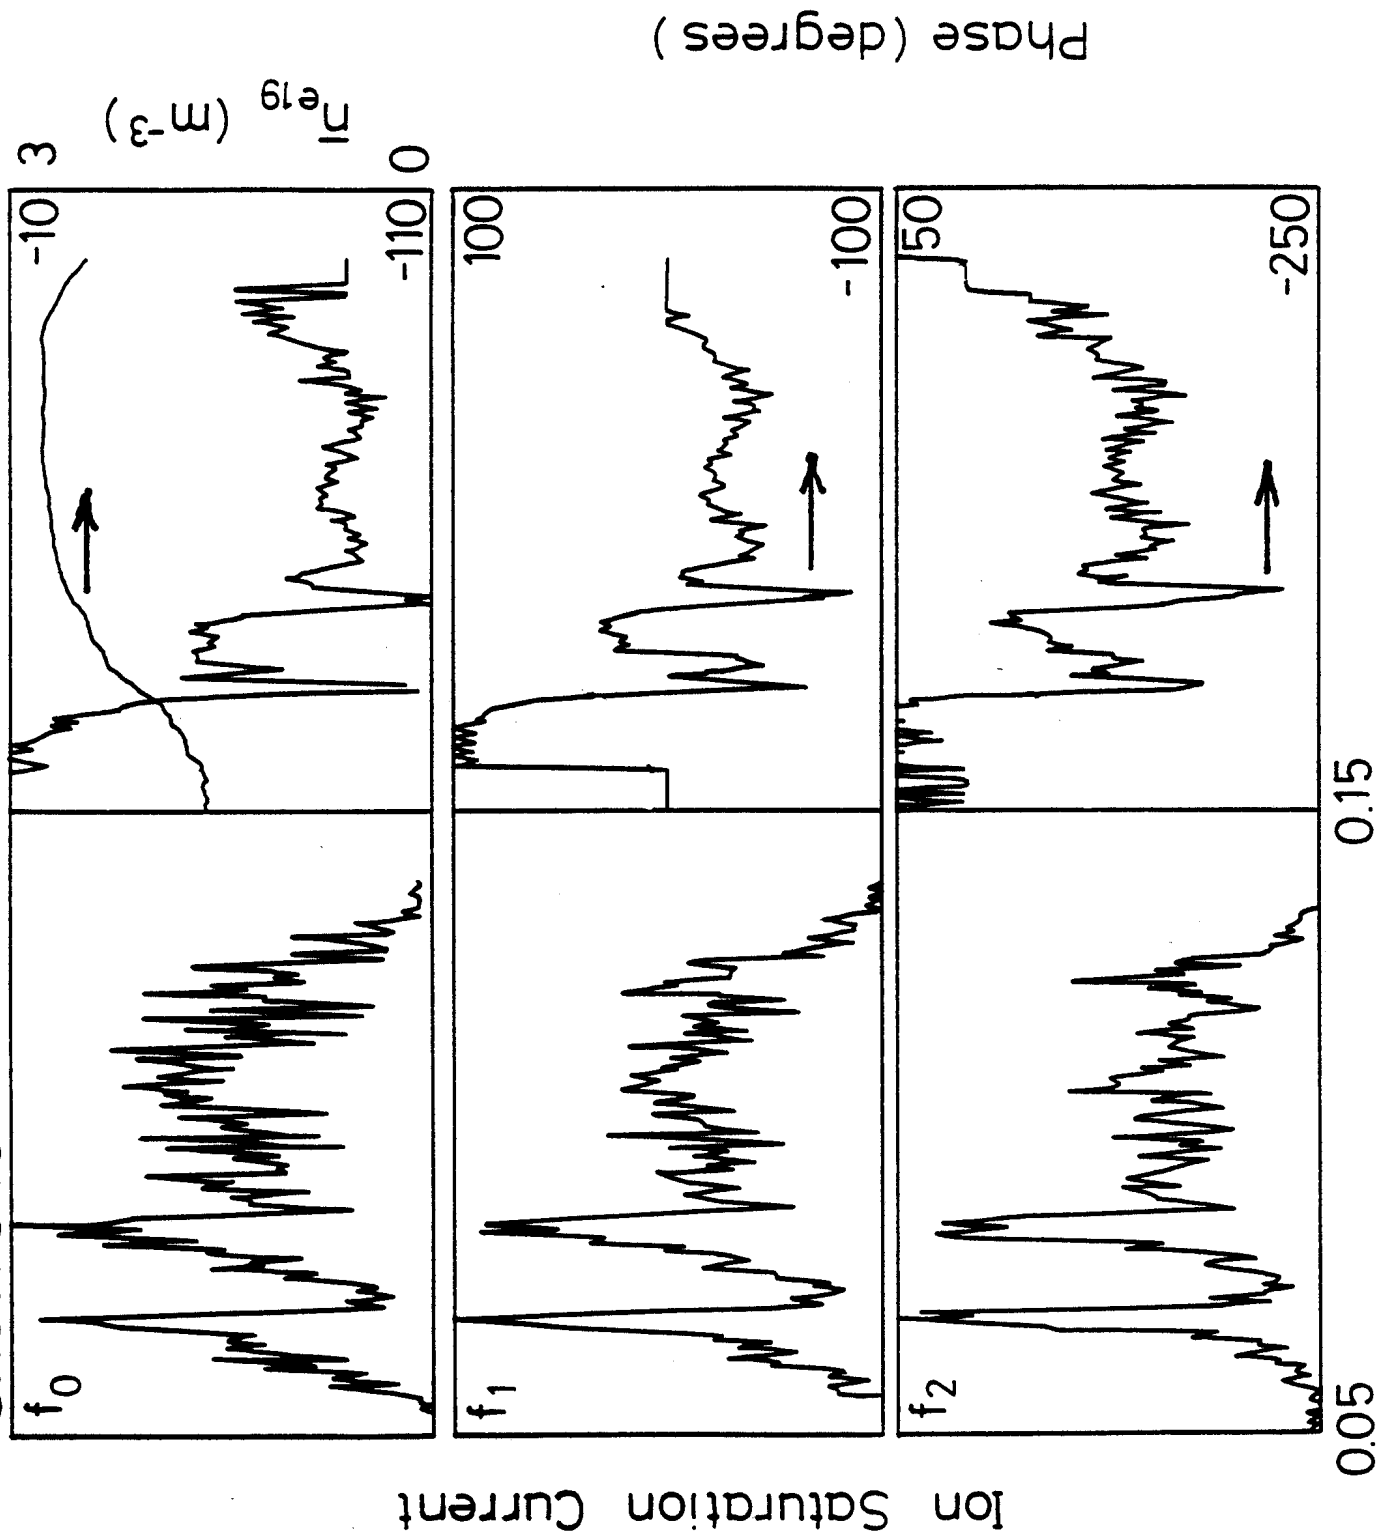 Phase (degrees)
n̄e19
(m-3)
3
0
-10
-110
100
-100
50
-250
f0
f1
f2
0.05
0.15
Ion Saturation Current